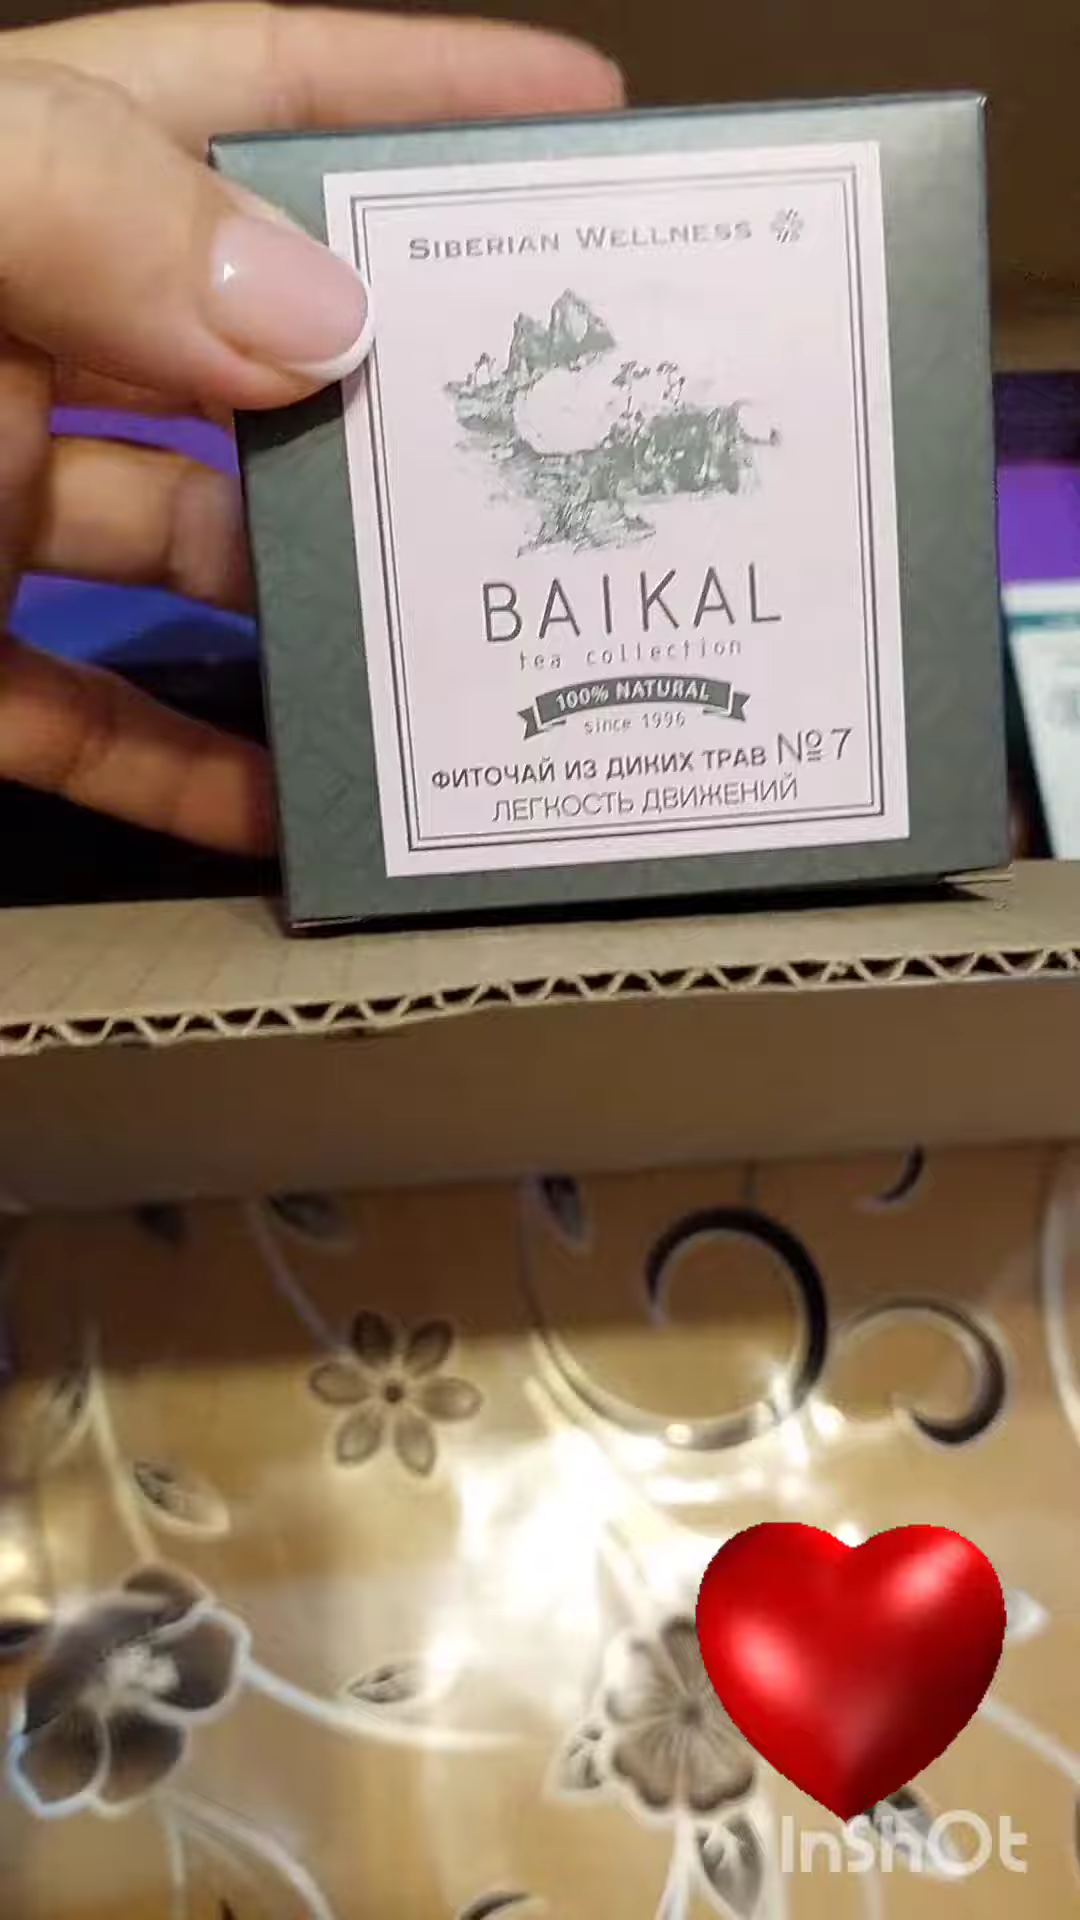 SIBERIAN WELLNESS
BAIKAL
tea collection
100% NATURAL
since 1996
ФИТОЧАЙ ИЗ ДИКИХ ТРАВ №7
ЛЕГКОСТЬ ДВИЖЕНИЙ
InShOt